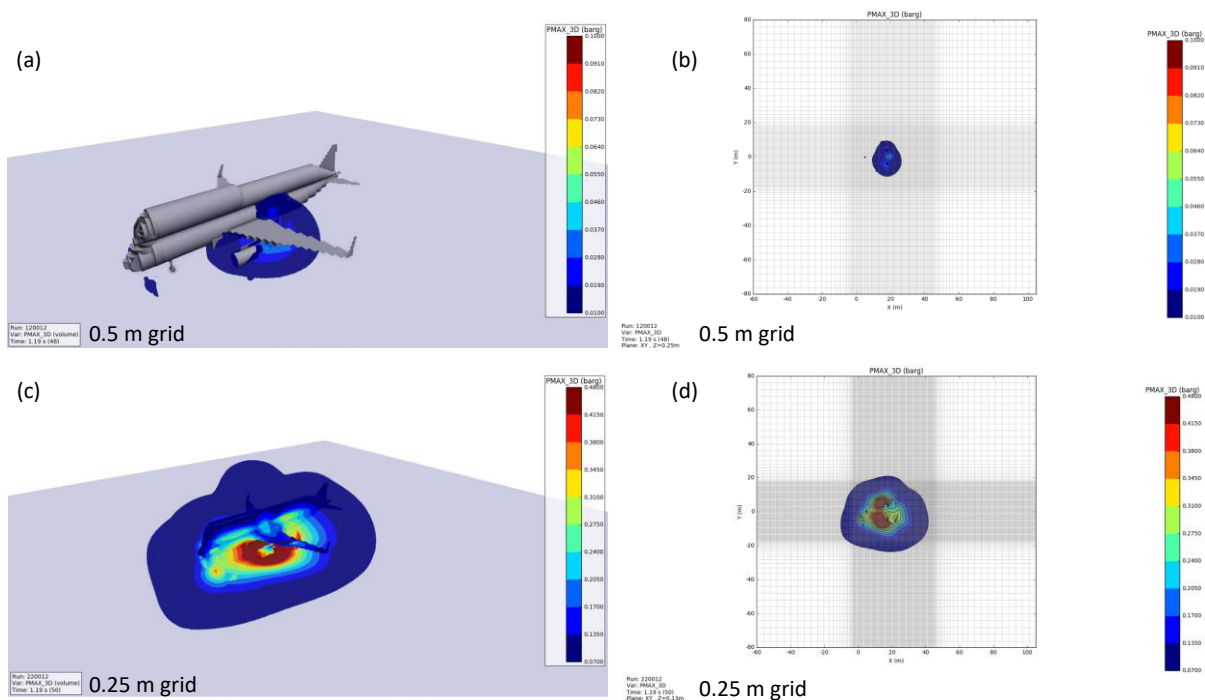 (a)
PMAX_3D (barg)
0.1000
0.0910
0.0820
0.0730
0.0640
0.0550
0.0460
0.0370
0.0280
0.0190
0.0100
Run: 120012
Var: PMAX_3D (volume)
Time: 1.19 s (48)
0.5 m grid
(b)
PMAX_3D (barg)
80
60
40
20
0
-20
-40
-60
-80
Y (m)
-60
-40
-20
0
20
40
60
80
100
X (m)
0.1000
0.0910
0.0820
0.0730
0.0640
0.0550
0.0460
0.0370
0.0280
0.0190
0.0100
Run: 120012
Var: PMAX_3D
Time: 1.19 s (48)
Plane: XY , Z=0.25m
0.5 m grid
(c)
PMAX_3D (barg)
0.4800
0.4150
0.3800
0.3450
0.3100
0.2750
0.2400
0.2050
0.1700
0.1350
0.0700
Run: 220012
Var: PMAX_3D (volume)
Time: 1.19 s (50)
0.25 m grid
(d)
PMAX_3D (barg)
80
60
40
20
0
-20
-40
-60
-80
Y (m)
-60
-40
-20
0
20
40
60
80
100
X (m)
0.4800
0.4150
0.3800
0.3450
0.3100
0.2750
0.2400
0.2050
0.1700
0.1350
0.0700
Run: 220012
Var: PMAX_3D
Time: 1.19 s (50)
Plane: XY , Z=0.13m
0.25 m grid